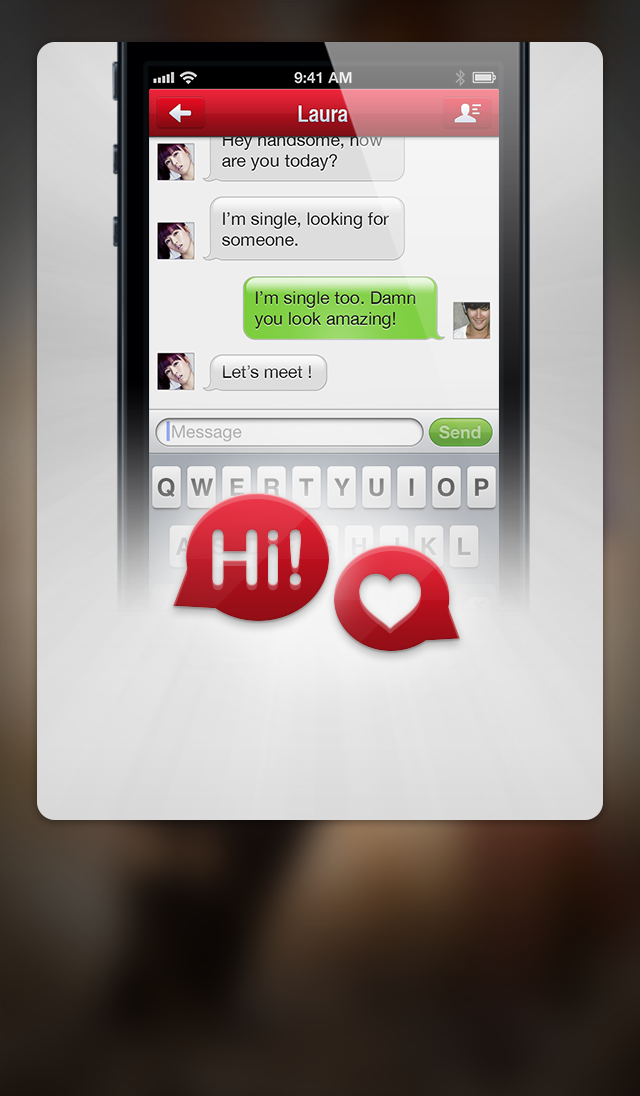 9:41 AM
Laura
Hey handsome, how
are you today?
I'm single, looking for
someone.
I'm single too. Damn
you look amazing!
Let's meet !
Message
Send
Q W E R T Y U I O P
A H J K L
Hi!